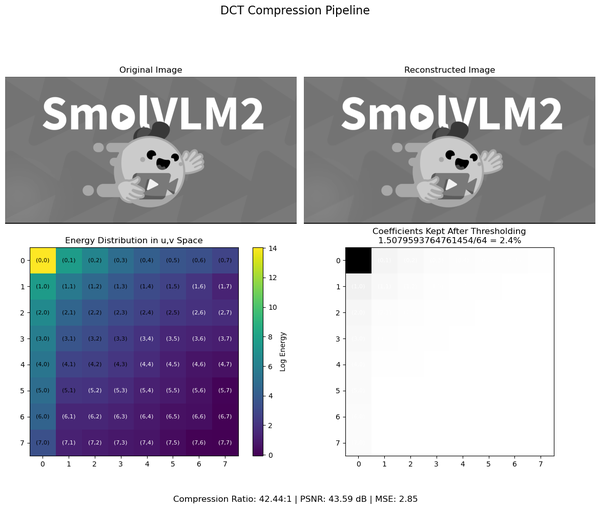 DCT Compression Pipeline
Original Image
Reconstructed Image
SmolVLM2
SmolVLM2
Energy Distribution in u,v Space
Coefficients Kept After Thresholding
1.5079593764761454/64 = 2.4%
0 (0,0) (0,1) (0,2) (0,3) (0,4) (0,5) (0,6) (0,7)
1 (1,0) (1,1) (1,2) (1,3) (1,4) (1,5) (1,6) (1,7)
2 (2,0) (2,1) (2,2) (2,3) (2,4) (2,5) (2,6) (2,7)
3 (3,0) (3,1) (3,2) (3,3) (3,4) (3,5) (3,6) (3,7)
4 (4,0) (4,1) (4,2) (4,3) (4,4) (4,5) (4,6) (4,7)
5 (5,0) (5,1) (5,2) (5,3) (5,4) (5,5) (5,6) (5,7)
6 (6,0) (6,1) (6,2) (6,3) (6,4) (6,5) (6,6) (6,7)
7 (7,0) (7,1) (7,2) (7,3) (7,4) (7,5) (7,6) (7,7)
0 1 2 3 4 5 6 7
14
12
10
8
6
4
2
0
Log Energy
0
1
2
3
4
5
6
7
0 1 2 3 4 5 6 7
Compression Ratio: 42.44:1 | PSNR: 43.59 dB | MSE: 2.85